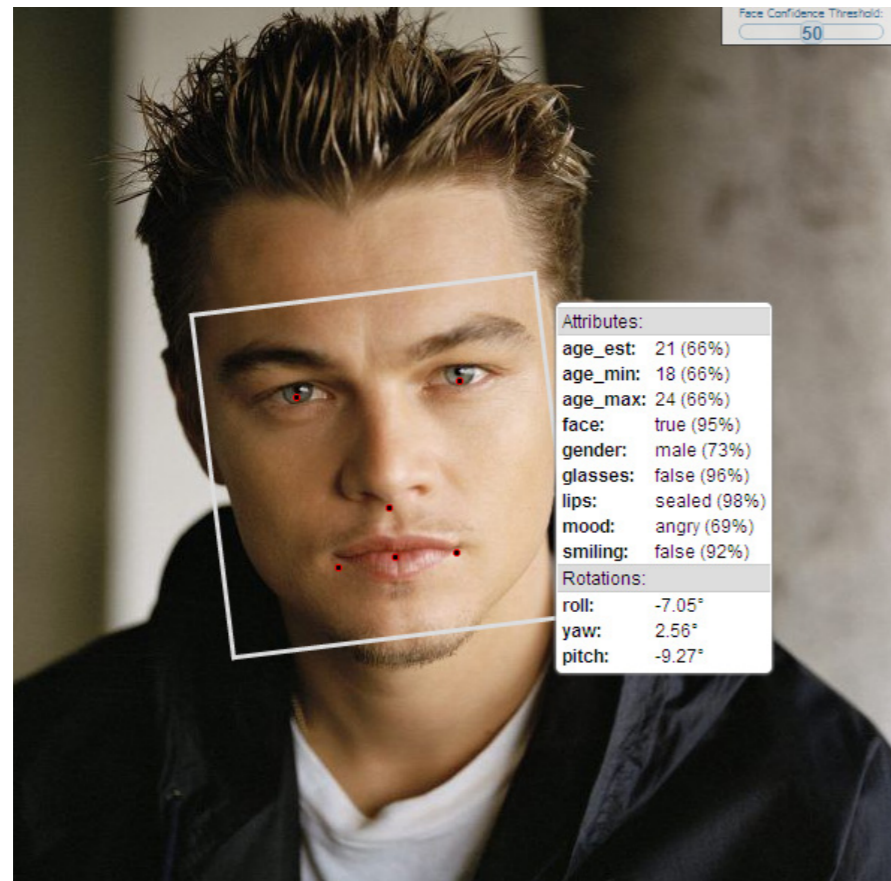 Face Confidence Threshold:
50
Attributes:
age_est: 21 (66%)
age_min: 18 (66%)
age_max: 24 (66%)
face: true (95%)
gender: male (73%)
glasses: false (96%)
lips: sealed (98%)
mood: angry (69%)
smiling: false (92%)
Rotations:
roll: -7.05°
yaw: 2.56°
pitch: -9.27°